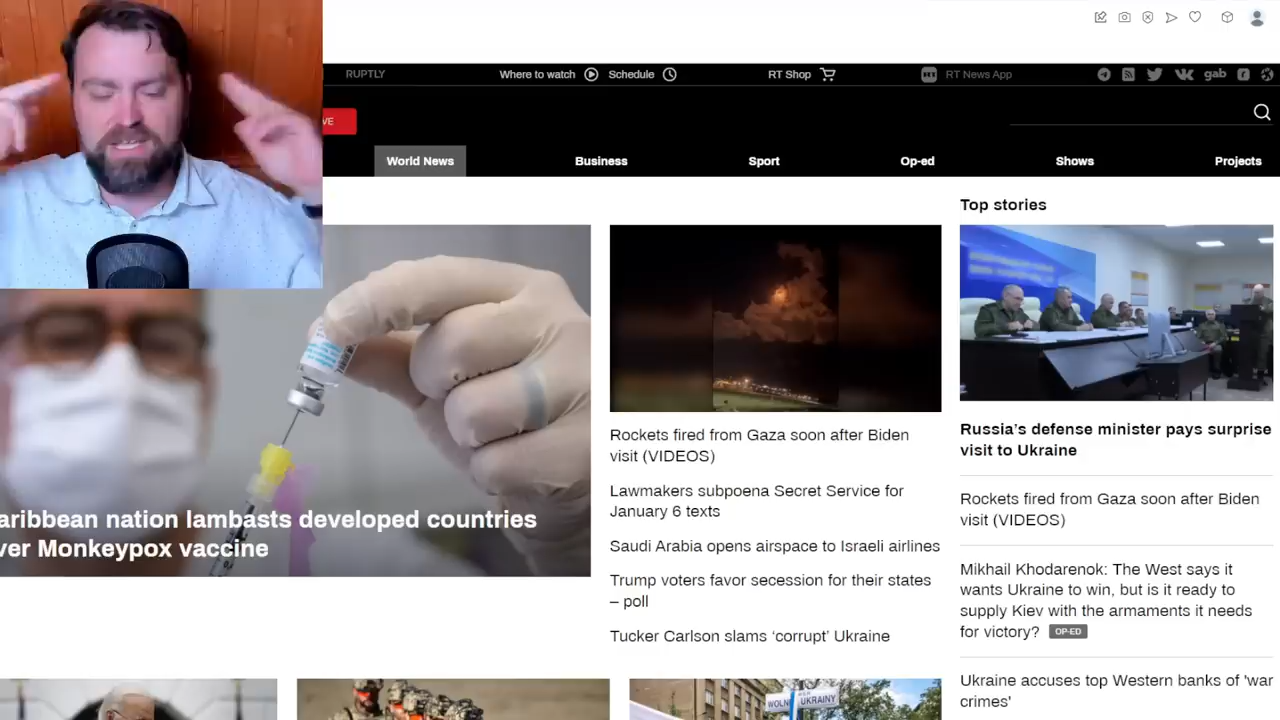 RUPTLY
Where to watch
Schedule
RT Shop
RT
RT News App
gab
VE
World News
Business
Sport
Op-ed
Shows
Projects
aribbean nation lambasts developed countries
ver Monkeypox vaccine
Rockets fired from Gaza soon after Biden
visit (VIDEOS)
Lawmakers subpoena Secret Service for
January 6 texts
Saudi Arabia opens airspace to Israeli airlines
Trump voters favor secession for their states
– poll
Tucker Carlson slams ‘corrupt’ Ukraine
WOLN
UKRAINY
Top stories
Russia’s defense minister pays surprise
visit to Ukraine
Rockets fired from Gaza soon after Biden
visit (VIDEOS)
Mikhail Khodarenok: The West says it
wants Ukraine to win, but is it ready to
supply Kiev with the armaments it needs
for victory? OP-ED
Ukraine accuses top Western banks of 'war
crimes'